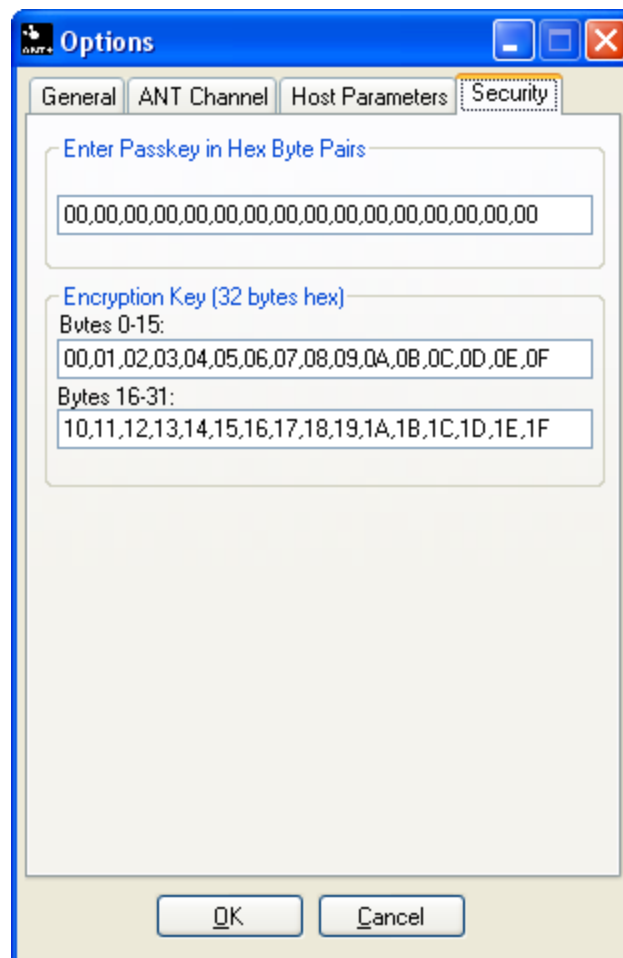 ANT+ Options
General ANT Channel Host Parameters Security
Enter Passkey in Hex Byte Pairs
00,00,00,00,00,00,00,00,00,00,00,00,00,00,00,00
Encryption Key (32 bytes hex)
Bytes 0-15:
00,01,02,03,04,05,06,07,08,09,0A,0B,0C,0D,0E,0F
Bytes 16-31:
10,11,12,13,14,15,16,17,18,19,1A,1B,1C,1D,1E,1F
OK Cancel